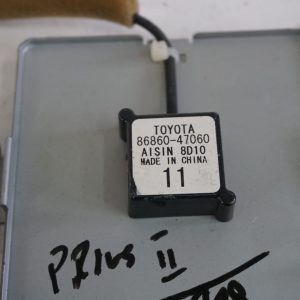 TOYOTA
86860-47060
AISIN 8D10
MADE IN CHINA
11
PRIUS II